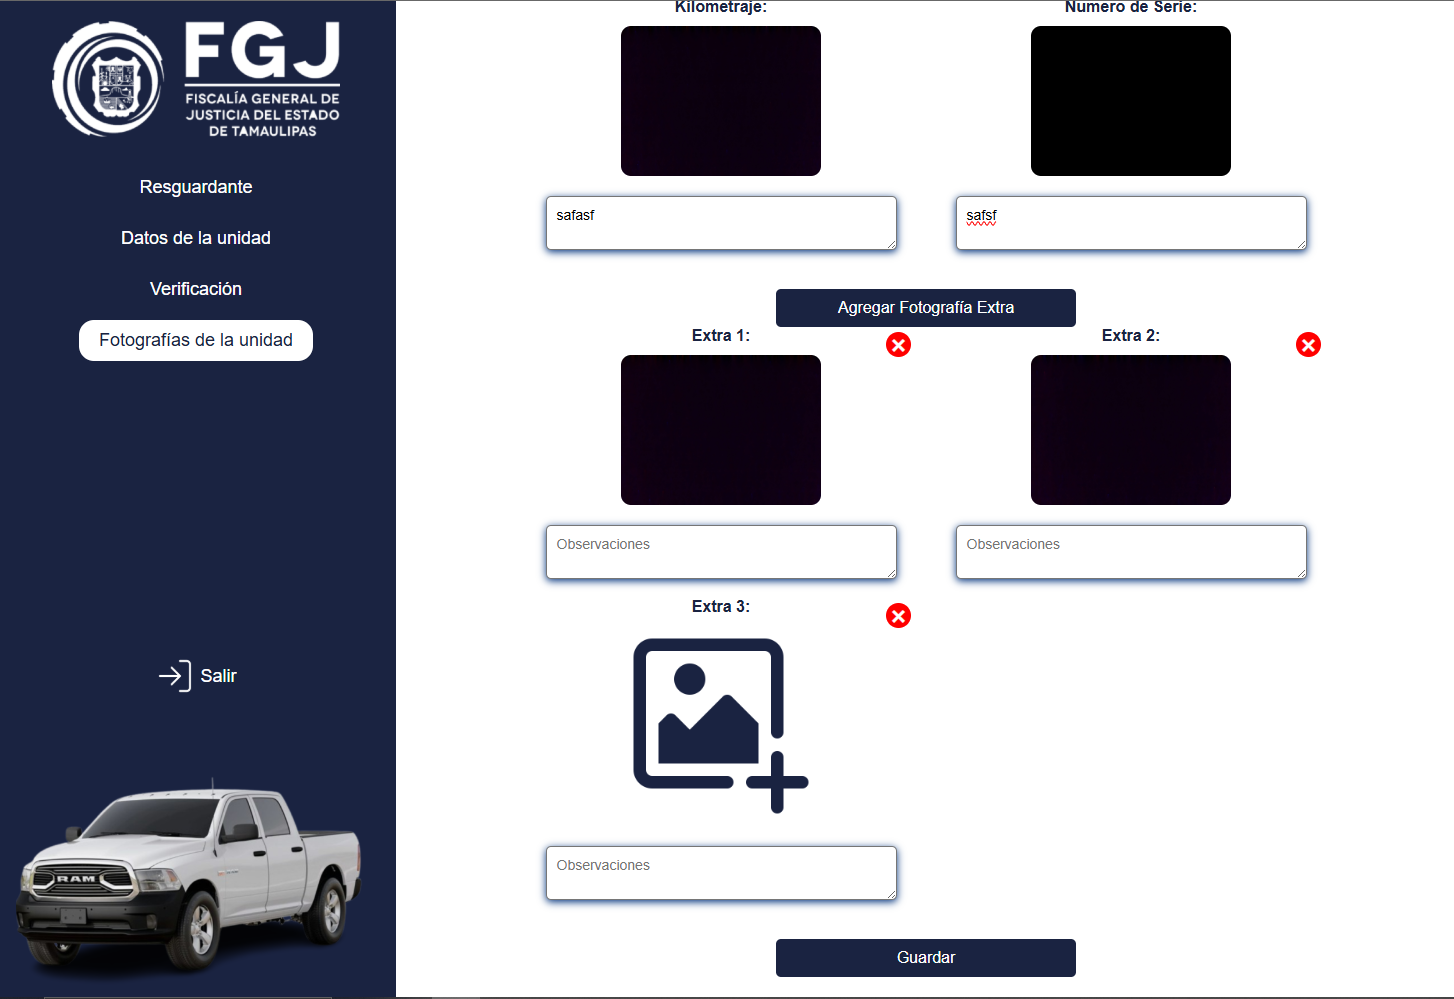 FGJ
FISCALÍA GENERAL DE
JUSTICIA DEL ESTADO
DE TAMAULIPAS
Resguardante
Datos de la unidad
Verificación
Fotografías de la unidad
Salir
RAM
Kilometraje:
Numero de Serie:
safasf
safsf
Agregar Fotografía Extra
Extra 1:
Extra 2:
Observaciones
Observaciones
Extra 3:
Observaciones
Guardar